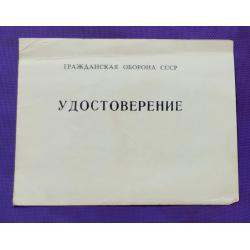 ГРАЖДАНСКАЯ ОБОРОНА СССР
УДОСТОВЕРЕНИЕ